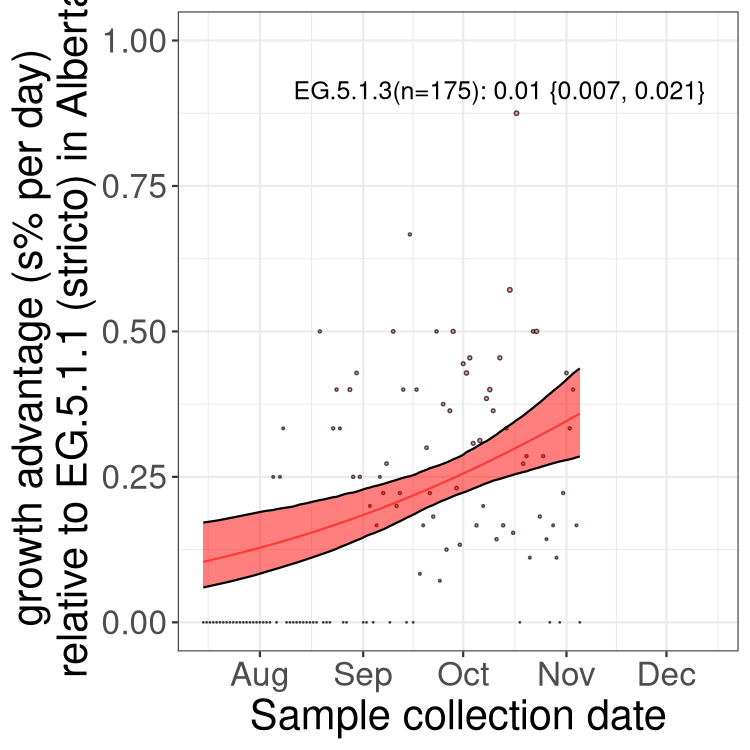 growth advantage (s% per day)
relative to EG.5.1.1 (stricto) in Alberta
1.00
0.75
0.50
0.25
0.00
EG.5.1.3(n=175): 0.01 {0.007, 0.021}
Aug Sep Oct Nov Dec
Sample collection date